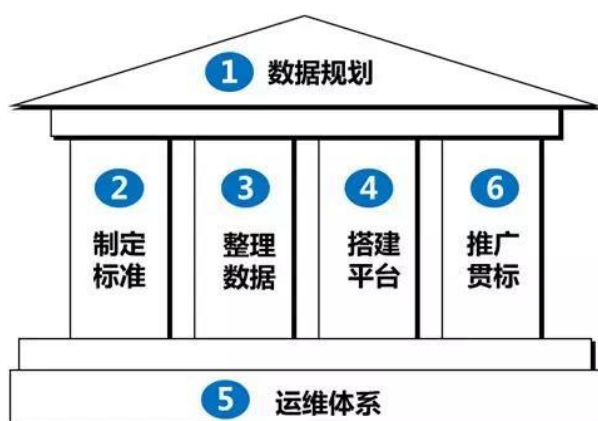 1 数据规划
2 3 4 6
制定 整理 搭建 推广
标准 数据 平台 贯标
5 运维体系